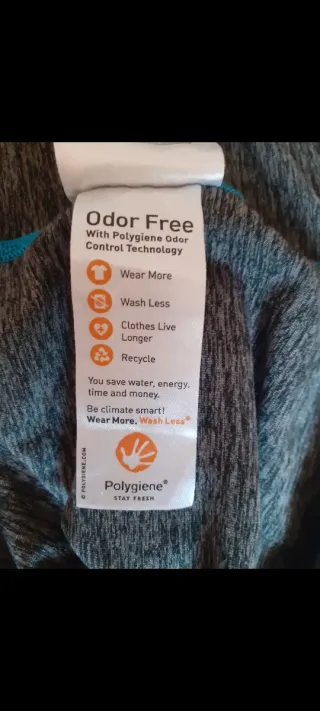 Odor Free
With Polygiene Odor
Control Technology
Wear More
Wash Less
Clothes Live
Longer
Recycle
You save water, energy,
time and money.
Be climate smart!
Wear More. Wash Less®
Polygiene®
STAY FRESH
© POLYGIENE.COM